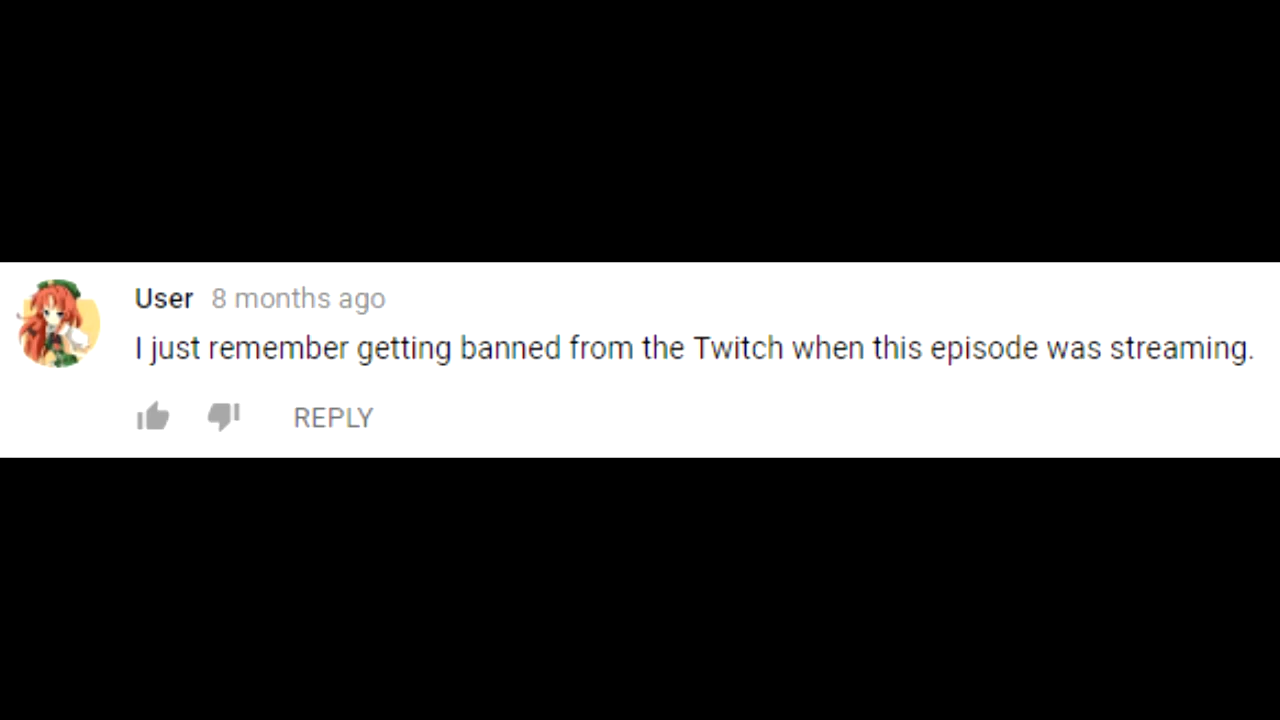 User 8 months ago
I just remember getting banned from the Twitch when this episode was streaming.
REPLY